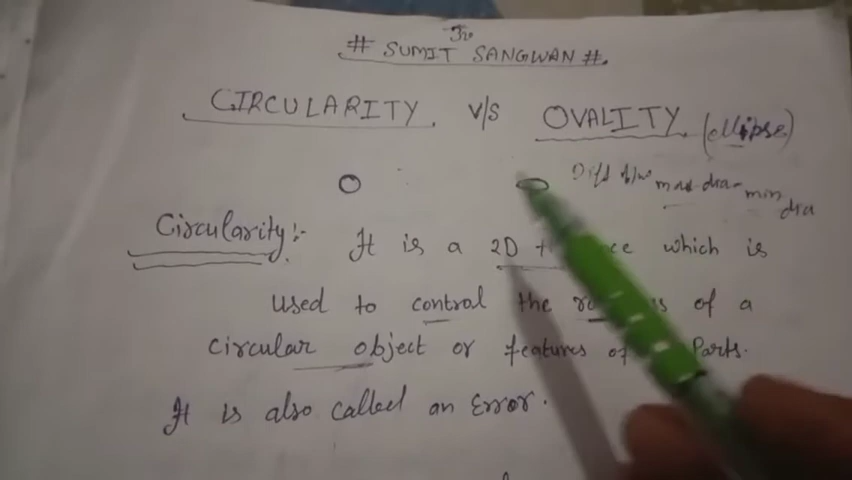 # SUMIT SANGWAN #
CIRCULARITY V/S OVALITY (ellipse)
Diff b/w max dia - min dia
Circularity:- It is a 2D which is
used to control the of a
circular object or features of Parts.
It is also called an Error.